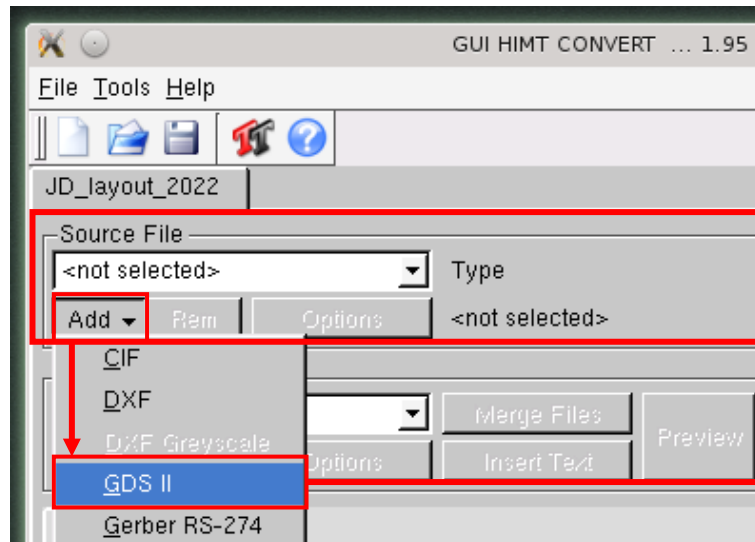 GUI HIMT CONVERT ... 1.95
File Tools Help
JD_layout_2022
Source File
<not selected> Type
Add Rem Options <not selected>
CIF
DXF Merge Files
DXF Greyscale Preview
GDS II Options Insert Text
Gerber RS-274